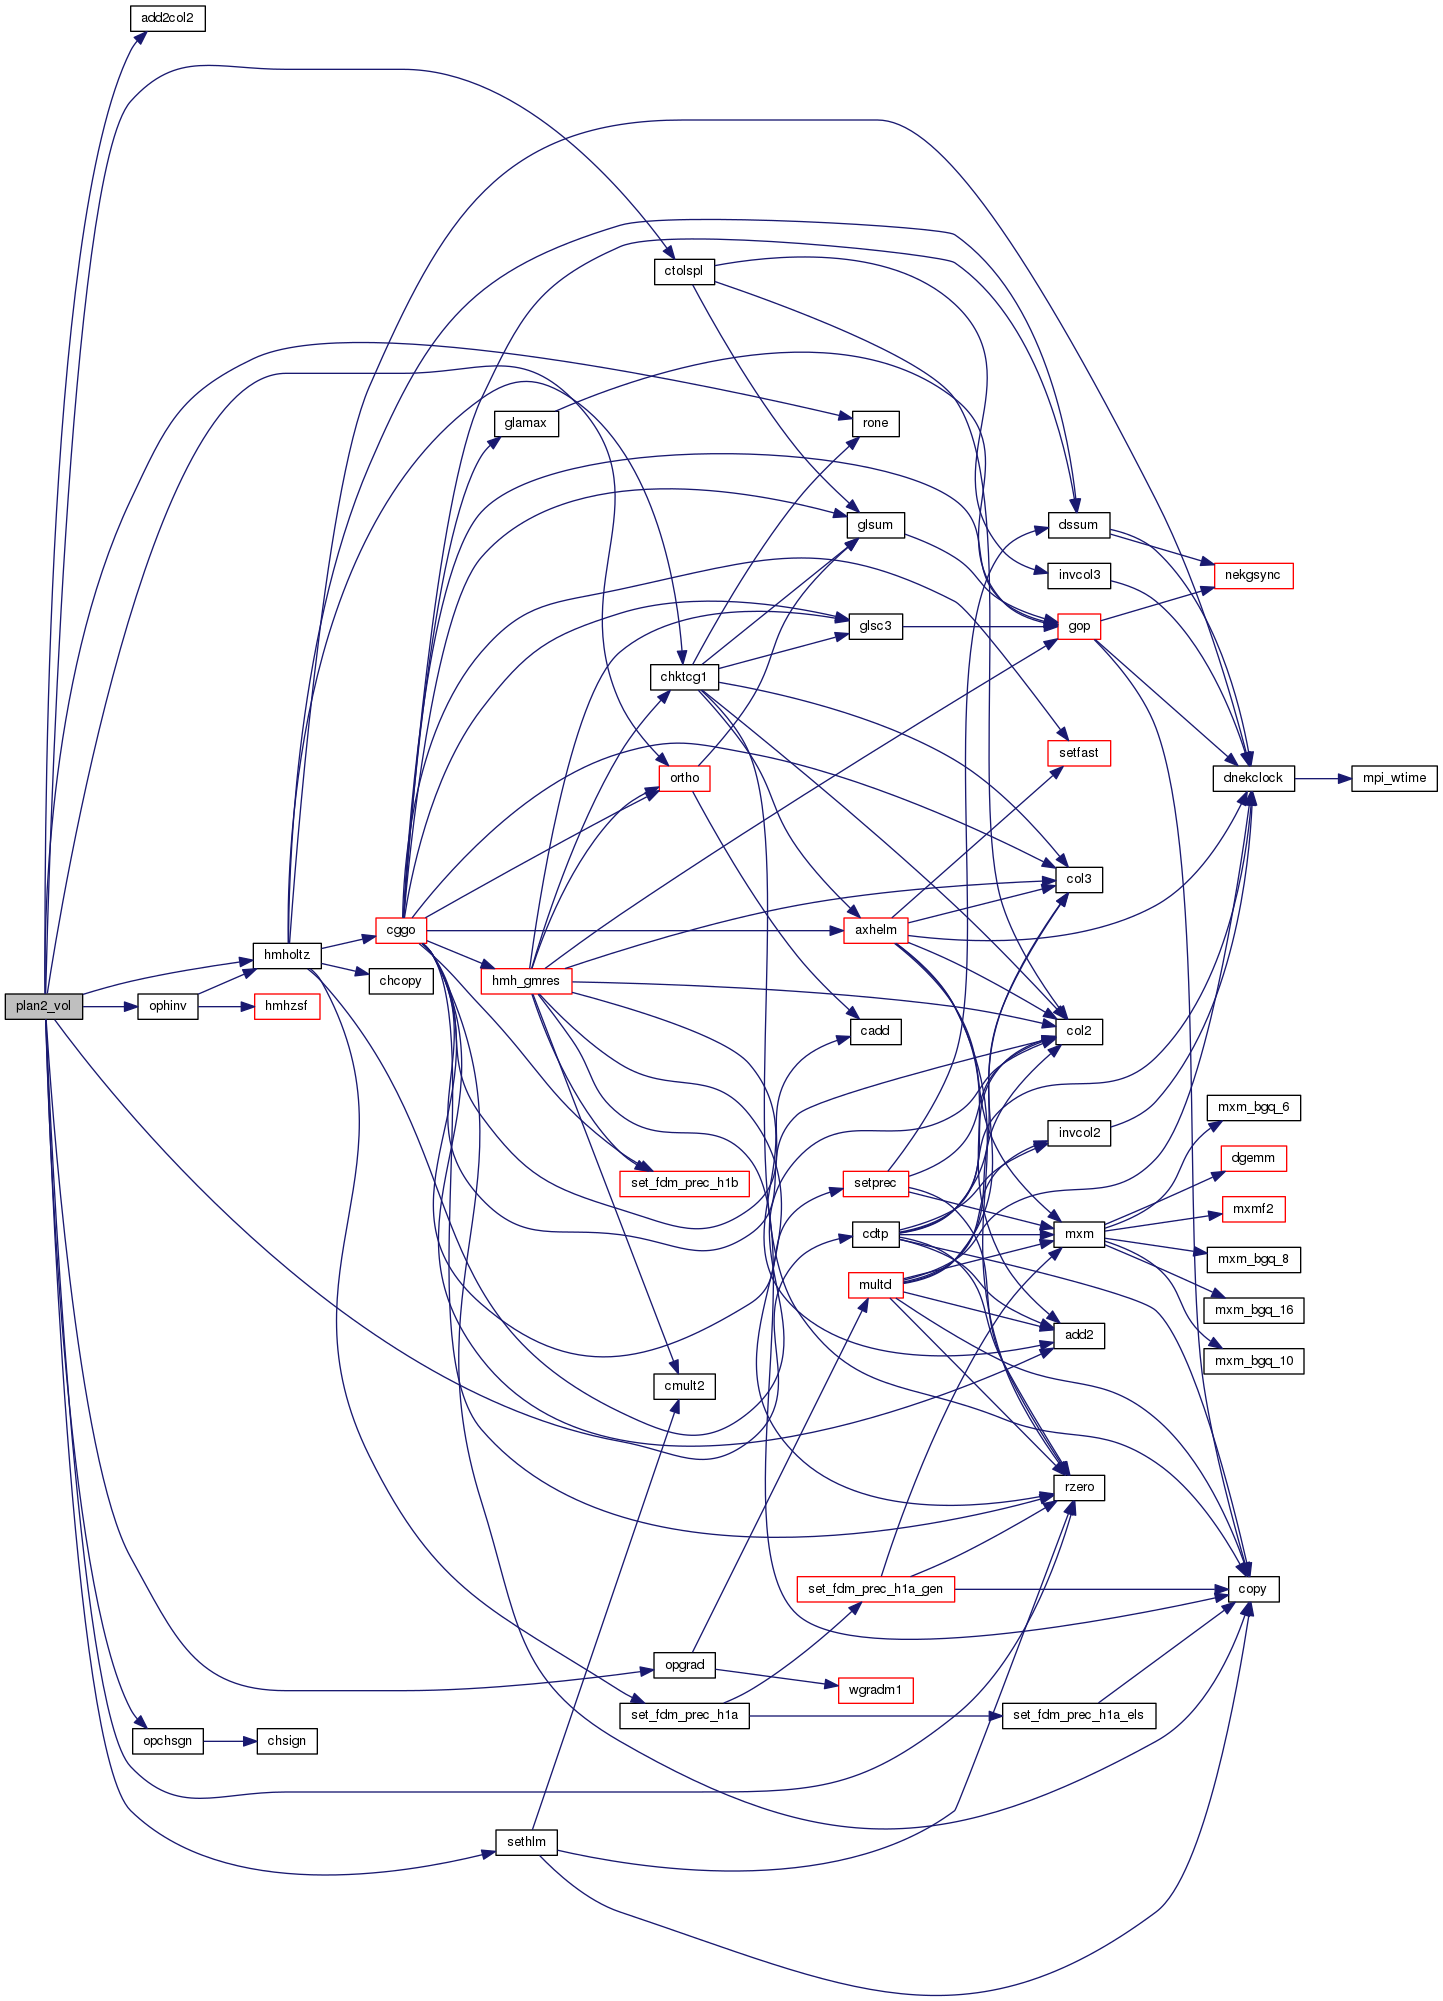 add2col2
ctolspl
glamax
rone
dssum
glsum
invcol3
nekgsync
glsc3
gop
chktcg1
setfast
ortho
dnekclock
mpi_wtime
col3
cggo
axhelm
hmholtz
chcopy
hmh_gmres
plan2_vol
ophinv
hmhzsf
cadd
col2
mxm_bgq_6
invcol2
dgemm
set_fdm_prec_h1b
setprec
mxmf2
cdtp
mxm
mxm_bgq_8
multd
mxm_bgq_16
add2
mxm_bgq_10
cmult2
rzero
set_fdm_prec_h1a_gen
copy
opgrad
wgradm1
set_fdm_prec_h1a
set_fdm_prec_h1a_els
opchsgn
chsign
sethlm